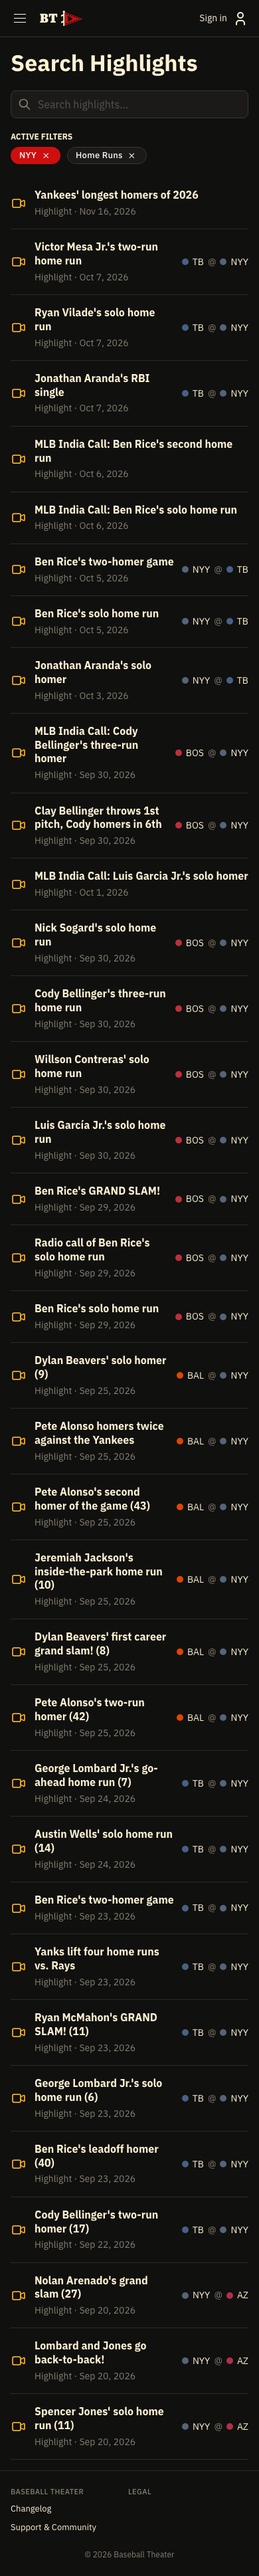 BT
Sign in
Search Highlights
Search highlights...
ACTIVE FILTERS
NYY ×
Home Runs ×
Yankees' longest homers of 2026
Highlight · Nov 16, 2026
Victor Mesa Jr.'s two-run
home run
Highlight · Oct 7, 2026
TB @ NYY
Ryan Vilade's solo home
run
Highlight · Oct 7, 2026
TB @ NYY
Jonathan Aranda's RBI
single
Highlight · Oct 7, 2026
TB @ NYY
MLB India Call: Ben Rice's second home
run
Highlight · Oct 6, 2026
MLB India Call: Ben Rice's solo home run
Highlight · Oct 6, 2026
Ben Rice's two-homer game
Highlight · Oct 5, 2026
NYY @ TB
Ben Rice's solo home run
Highlight · Oct 5, 2026
NYY @ TB
Jonathan Aranda's solo
homer
Highlight · Oct 3, 2026
NYY @ TB
MLB India Call: Cody
Bellinger's three-run
homer
Highlight · Sep 30, 2026
BOS @ NYY
Clay Bellinger throws 1st
pitch, Cody homers in 6th
Highlight · Sep 30, 2026
BOS @ NYY
MLB India Call: Luis Garcia Jr.'s solo homer
Highlight · Oct 1, 2026
Nick Sogard's solo home
run
Highlight · Sep 30, 2026
BOS @ NYY
Cody Bellinger's three-run
home run
Highlight · Sep 30, 2026
BOS @ NYY
Willson Contreras' solo
home run
Highlight · Sep 30, 2026
BOS @ NYY
Luis García Jr.'s solo home
run
Highlight · Sep 30, 2026
BOS @ NYY
Ben Rice's GRAND SLAM!
Highlight · Sep 29, 2026
BOS @ NYY
Radio call of Ben Rice's
solo home run
Highlight · Sep 29, 2026
BOS @ NYY
Ben Rice's solo home run
Highlight · Sep 29, 2026
BOS @ NYY
Dylan Beavers' solo homer
(9)
Highlight · Sep 25, 2026
BAL @ NYY
Pete Alonso homers twice
against the Yankees
Highlight · Sep 25, 2026
BAL @ NYY
Pete Alonso's second
homer of the game (43)
Highlight · Sep 25, 2026
BAL @ NYY
Jeremiah Jackson's
inside-the-park home run
(10)
Highlight · Sep 25, 2026
BAL @ NYY
Dylan Beavers' first career
grand slam! (8)
Highlight · Sep 25, 2026
BAL @ NYY
Pete Alonso's two-run
homer (42)
Highlight · Sep 25, 2026
BAL @ NYY
George Lombard Jr.'s go-
ahead home run (7)
Highlight · Sep 24, 2026
TB @ NYY
Austin Wells' solo home run
(14)
Highlight · Sep 24, 2026
TB @ NYY
Ben Rice's two-homer game
Highlight · Sep 23, 2026
TB @ NYY
Yanks lift four home runs
vs. Rays
Highlight · Sep 23, 2026
TB @ NYY
Ryan McMahon's GRAND
SLAM! (11)
Highlight · Sep 23, 2026
TB @ NYY
George Lombard Jr.'s solo
home run (6)
Highlight · Sep 23, 2026
TB @ NYY
Ben Rice's leadoff homer
(40)
Highlight · Sep 23, 2026
TB @ NYY
Cody Bellinger's two-run
homer (17)
Highlight · Sep 22, 2026
TB @ NYY
Nolan Arenado's grand
slam (27)
Highlight · Sep 20, 2026
NYY @ AZ
Lombard and Jones go
back-to-back!
Highlight · Sep 20, 2026
NYY @ AZ
Spencer Jones' solo home
run (11)
Highlight · Sep 20, 2026
NYY @ AZ
BASEBALL THEATER
Changelog
Support & Community
LEGAL
© 2026 Baseball Theater